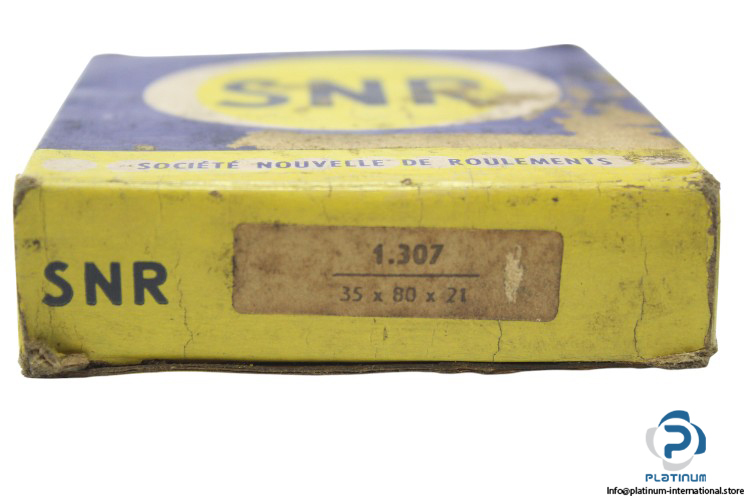 SNR
SOCIÉTÉ NOUVELLE DE ROULEMENTS
SNR
1.307
35 x 80 x 21
PLATINUM
Info@platinum-international.store